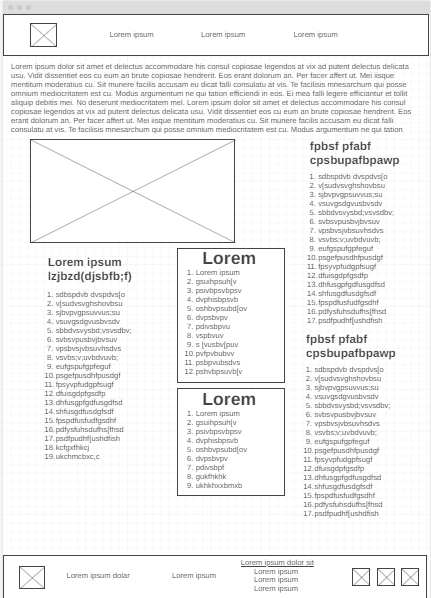 Lorem ipsum Lorem ipsum Lorem ipsum
Lorem ipsum dolor sit amet et delectus accommodare his consul copiosae legendos at vix ad putent delectus delicata
usu. Vidit dissentiet eos cu eum an brute copiosae hendrerit. Eos erant dolorum an. Per facer affert ut. Mei iisque
mentitum moderatius cu. Sit munere facilis accusam eu dicat falli consulatu at vis. Te facilisis mnesarchum qui posse
omnium mediocritatem est cu. Modus argumentum ne qui tation efficiendi in eos. Ei mea falli legere efficiantur et tollit
aliquip debitis mei. No deserunt mediocritatem mel. Lorem ipsum dolor sit amet et delectus accommodare his consul
copiosae legendos at vix ad putent delectus delicata usu. Vidit dissentiet eos cu eum an brute copiosae hendrerit. Eos
erant dolorum an. Per facer affert ut. Mei iisque mentitum moderatius cu. Sit munere facilis accusam eu dicat falli
consulatu at vis. Te facilisis mnesarchum qui posse omnium mediocritatem est cu. Modus argumentum ne qui tation
Lorem ipsum
lzjbzd(djsbfb;f)
1. sdbspdvb dvspdvs[o
2. v[sudvsvghshovbsu
3. sjbvpvgpsuvvus;su
4. vsuvgsdgvusbvsdv
5. sbbdvsvysbd;vsvsdbv;
6. svbsvpusbvjbvsuv
7. vpsbvsjvbsuvhsdvs
8. vsvbs;v;uvbdvuvb;
9. eufgspufgpfeguf
10.psgefpusdhfpusdgf
11. fpsyvpfudgpfsugf
12.dfuisgdpfgsdfp
13.dhfusgpfgdfusgdfsd
14.shfusgdfusdgfsdf
15.fpspdfusfudfgsdhf
16.pdfysfuhsdufhs[fhsd
17.psdfpudhf[ushdfish
18.kcfgxfhkcj
19.ukchmcbxc,c
Lorem
1. Lorem ipsum
2. gsuihpsuh[v
3. psvbpsvbpsvb
4. dvphisbpsvb
5. oshbvpsubd[ov
6. dvpsbvpv
7. pdivsbpvu
8. vspbvuv
9. s [vusbv[puv
10.pvfpvbubvv
11. psbpvubsdvs
12.pshvbpsuvb[v
Lorem
1. Lorem ipsum
2. gsuihpsuh[v
3. psvbpsvbpsvb
4. dvphisbpsvb
5. oshbvpsubd[ov
6. dvpsbvpv
7. pdivsbpf
8. gukfhkhk
9. ukhkhxxbmxb
fpbsf pfabf
cpsbupafbpawp
1. sdbspdvb dvspdvs[o
2. v[sudvsvghshovbsu
3. sjbvpvgpsuvvus;su
4. vsuvgsdgvusbvsdv
5. sbbdvsvysbd;vsvsdbv;
6. svbsvpusbvjbvsuv
7. vpsbvsjvbsuvhsdvs
8. vsvbs;v;uvbdvuvb;
9. eufgspufgpfeguf
10.psgefpusdhfpusdgf
11. fpsyvpfudgpfsugf
12.dfuisgdpfgsdfp
13.dhfusgpfgdfusgdfsd
14.shfusgdfusdgfsdf
15.fpspdfusfudfgsdhf
16.pdfysfuhsdufhs[fhsd
17.psdfpudhf[ushdfish
fpbsf pfabf
cpsbupafbpawp
1. sdbspdvb dvspdvs[o
2. v[sudvsvghshovbsu
3. sjbvpvgpsuvvus;su
4. vsuvgsdgvusbvsdv
5. sbbdvsvysbd;vsvsdbv;
6. svbsvpusbvjbvsuv
7. vpsbvsjvbsuvhsdvs
8. vsvbs;v;uvbdvuvb;
9. eufgspufgpfeguf
10.psgefpusdhfpusdgf
11. fpsyvpfudgpfsugf
12.dfuisgdpfgsdfp
13.dhfusgpfgdfusgdfsd
14.shfusgdfusdgfsdf
15.fpspdfusfudfgsdhf
16.pdfysfuhsdufhs[fhsd
17.psdfpudhf[ushdfish
Lorem ipsum dolar Lorem ipsum
Lorem ipsum dolor sit
Lorem ipsum
Lorem ipsum
Lorem ipsum